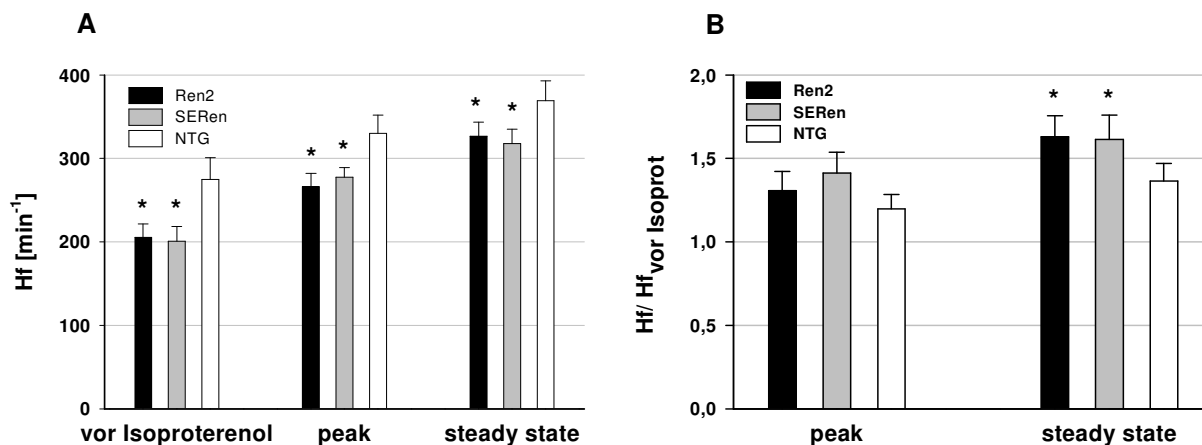 A
Hf [min-1]
400
300
200
100
0
Ren2
SERen
NTG
* *
* *
* *
vor Isoproterenol peak steady state
B
Hf/ Hfvor Isoprot
2,0
1,5
1,0
0,5
0,0
Ren2
SERen
NTG
* *
peak steady state